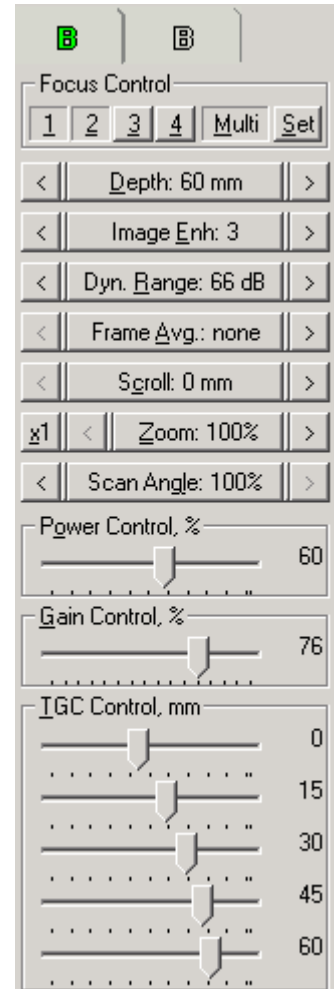 B B
Focus Control
1 2 3 4 Multi Set
< Depth: 60 mm >
< Image Enh: 3 >
< Dyn. Range: 66 dB >
< Frame Avg.: none >
< Scroll: 0 mm >
x1 < Zoom: 100% >
< Scan Angle: 100% >
Power Control, %
60
Gain Control, %
76
TGC Control, mm
0
15
30
45
60